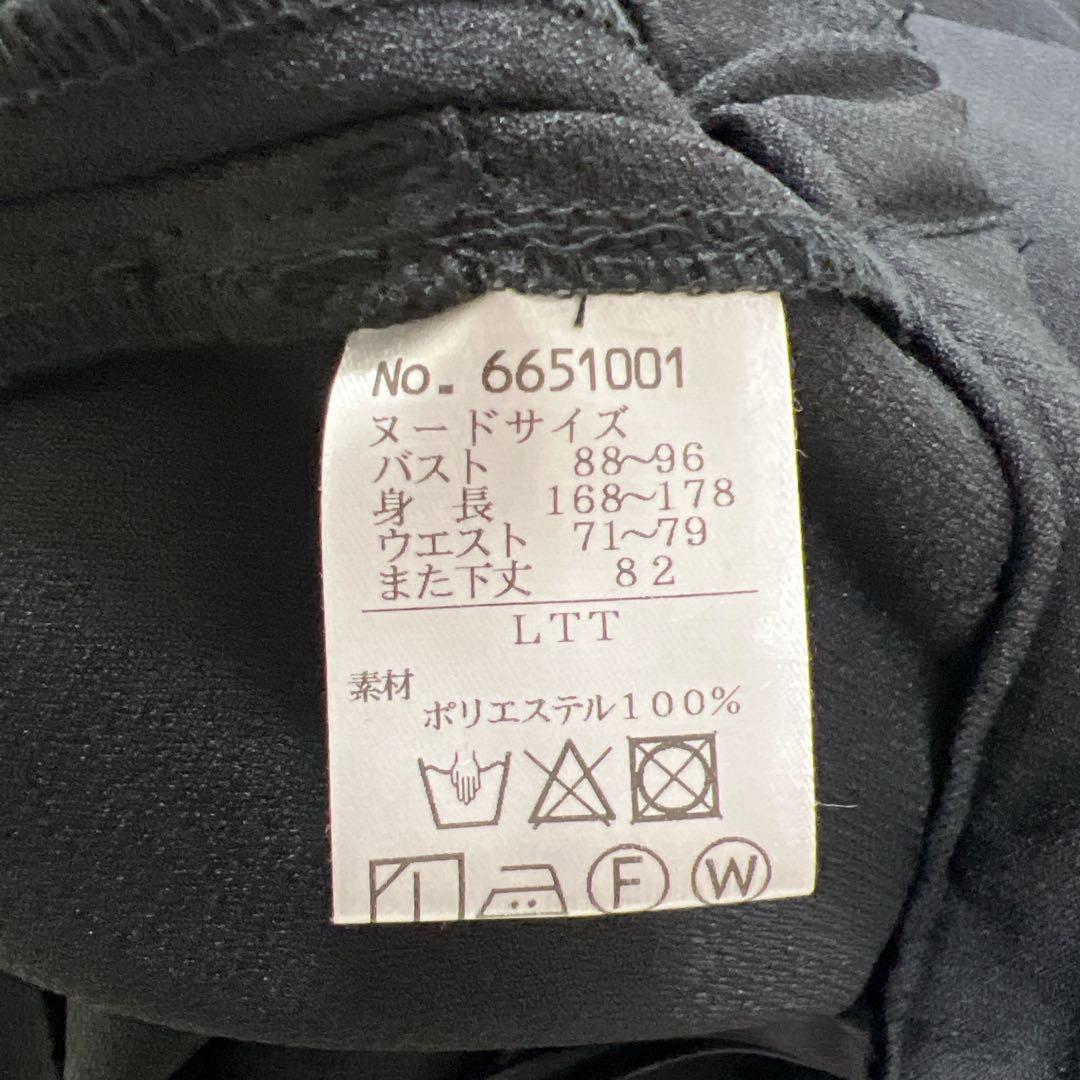 No. 6651001
ヌードサイズ
バスト 88～96
身 長 168～178
ウエスト 71～79
また下丈 82
LTT
素材
ポリエステル100%
F W